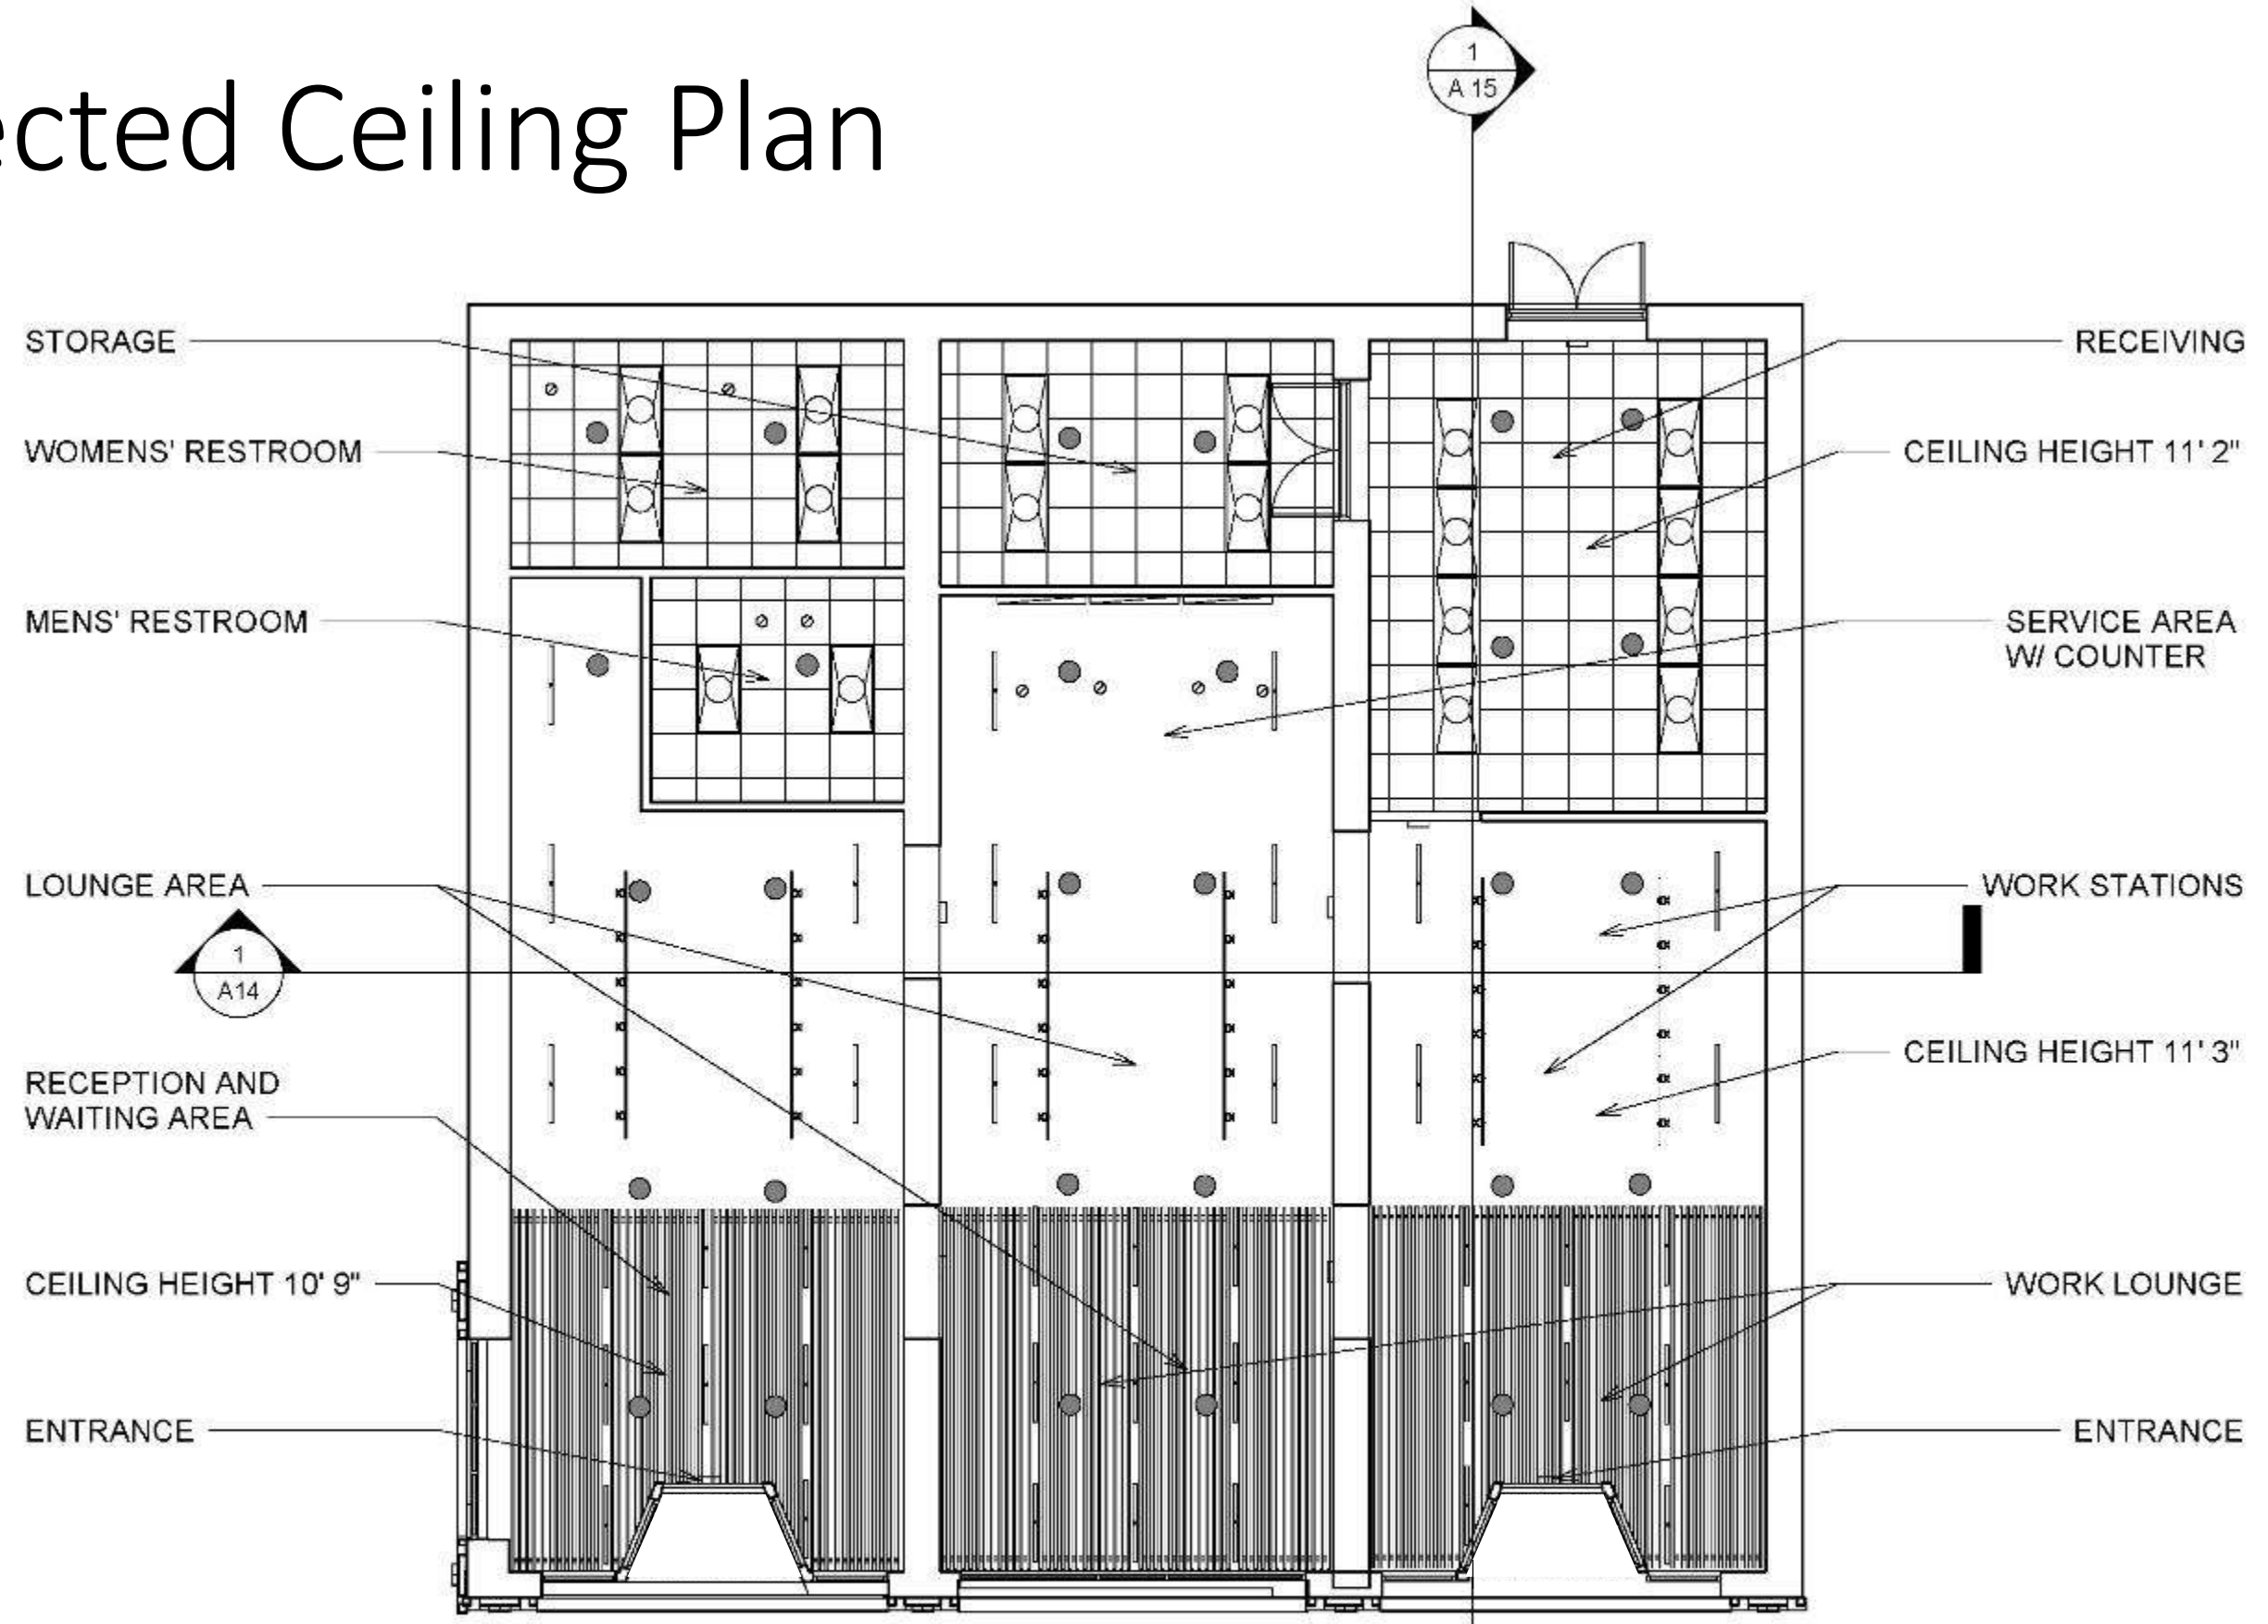 ected Ceiling Plan
1
A 15
STORAGE
RECEIVING
WOMENS' RESTROOM
CEILING HEIGHT 11' 2"
MENS' RESTROOM
SERVICE AREA
W/ COUNTER
LOUNGE AREA
WORK STATIONS
1
A14
CEILING HEIGHT 11' 3"
RECEPTION AND
WAITING AREA
CEILING HEIGHT 10' 9"
WORK LOUNGE
ENTRANCE
ENTRANCE